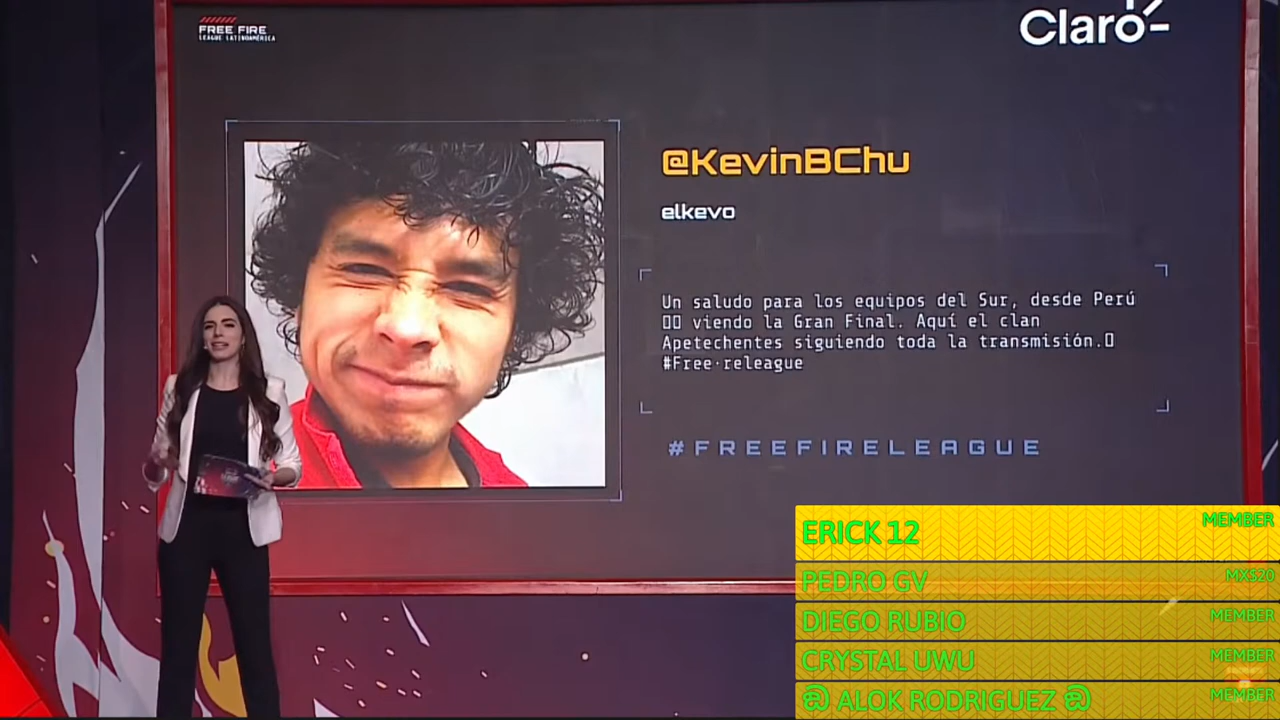 FREE FIRE
LEAGUE LATINOAMÉRICA
Claro
@KevinBChu
elkevo
Un saludo para los equipos del Sur, desde Perú
viendo la Gran Final. Aquí el clan
Apetechentes siguiendo toda la transmisión.
#Free·releague
#FREEFIRELEAGUE
ERICK 12 MEMBER
PEDRO GV MX$20
DIEGO RUBIO MEMBER
CRYSTAL UWU MEMBER
ALOK RODRIGUEZ MEMBER